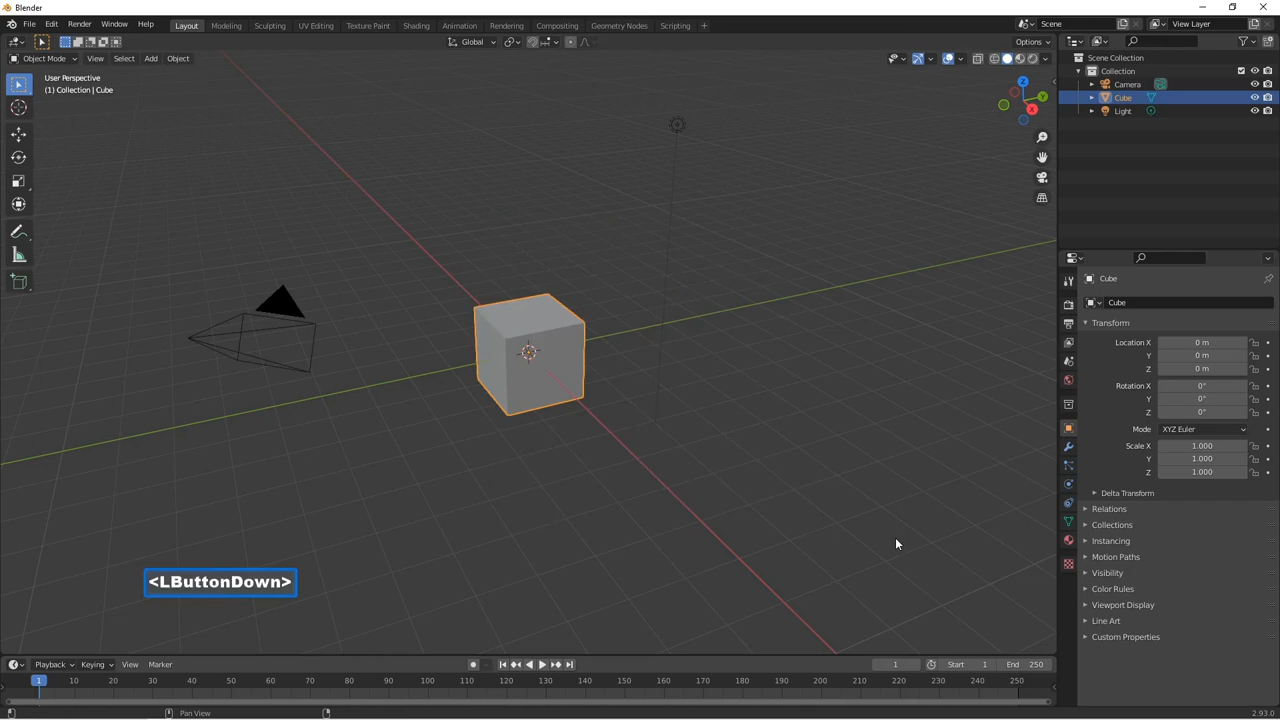 Blender
File Edit Render Window Help
Layout Modeling Sculpting UV Editing Texture Paint Shading Animation Rendering Compositing Geometry Nodes Scripting +
Scene View Layer
Global Options
Object Mode View Select Add Object
User Perspective
(1) Collection | Cube
Z
Y
X
Scene Collection
Collection
Camera
Cube
Light
Cube
Cube
Transform
Location X 0 m
Y 0 m
Z 0 m
Rotation X 0°
Y 0°
Z 0°
Mode XYZ Euler
Scale X 1.000
Y 1.000
Z 1.000
Delta Transform
Relations
Collections
Instancing
Motion Paths
Visibility
Color Rules
Viewport Display
Line Art
Custom Properties
<LButtonDown>
Playback Keying View Marker 1 Start 1 End 250
1 10 20 30 40 50 60 70 80 90 100 110 120 130 140 150 160 170 180 190 200 210 220 230 240 250
Pan View 2.93.0